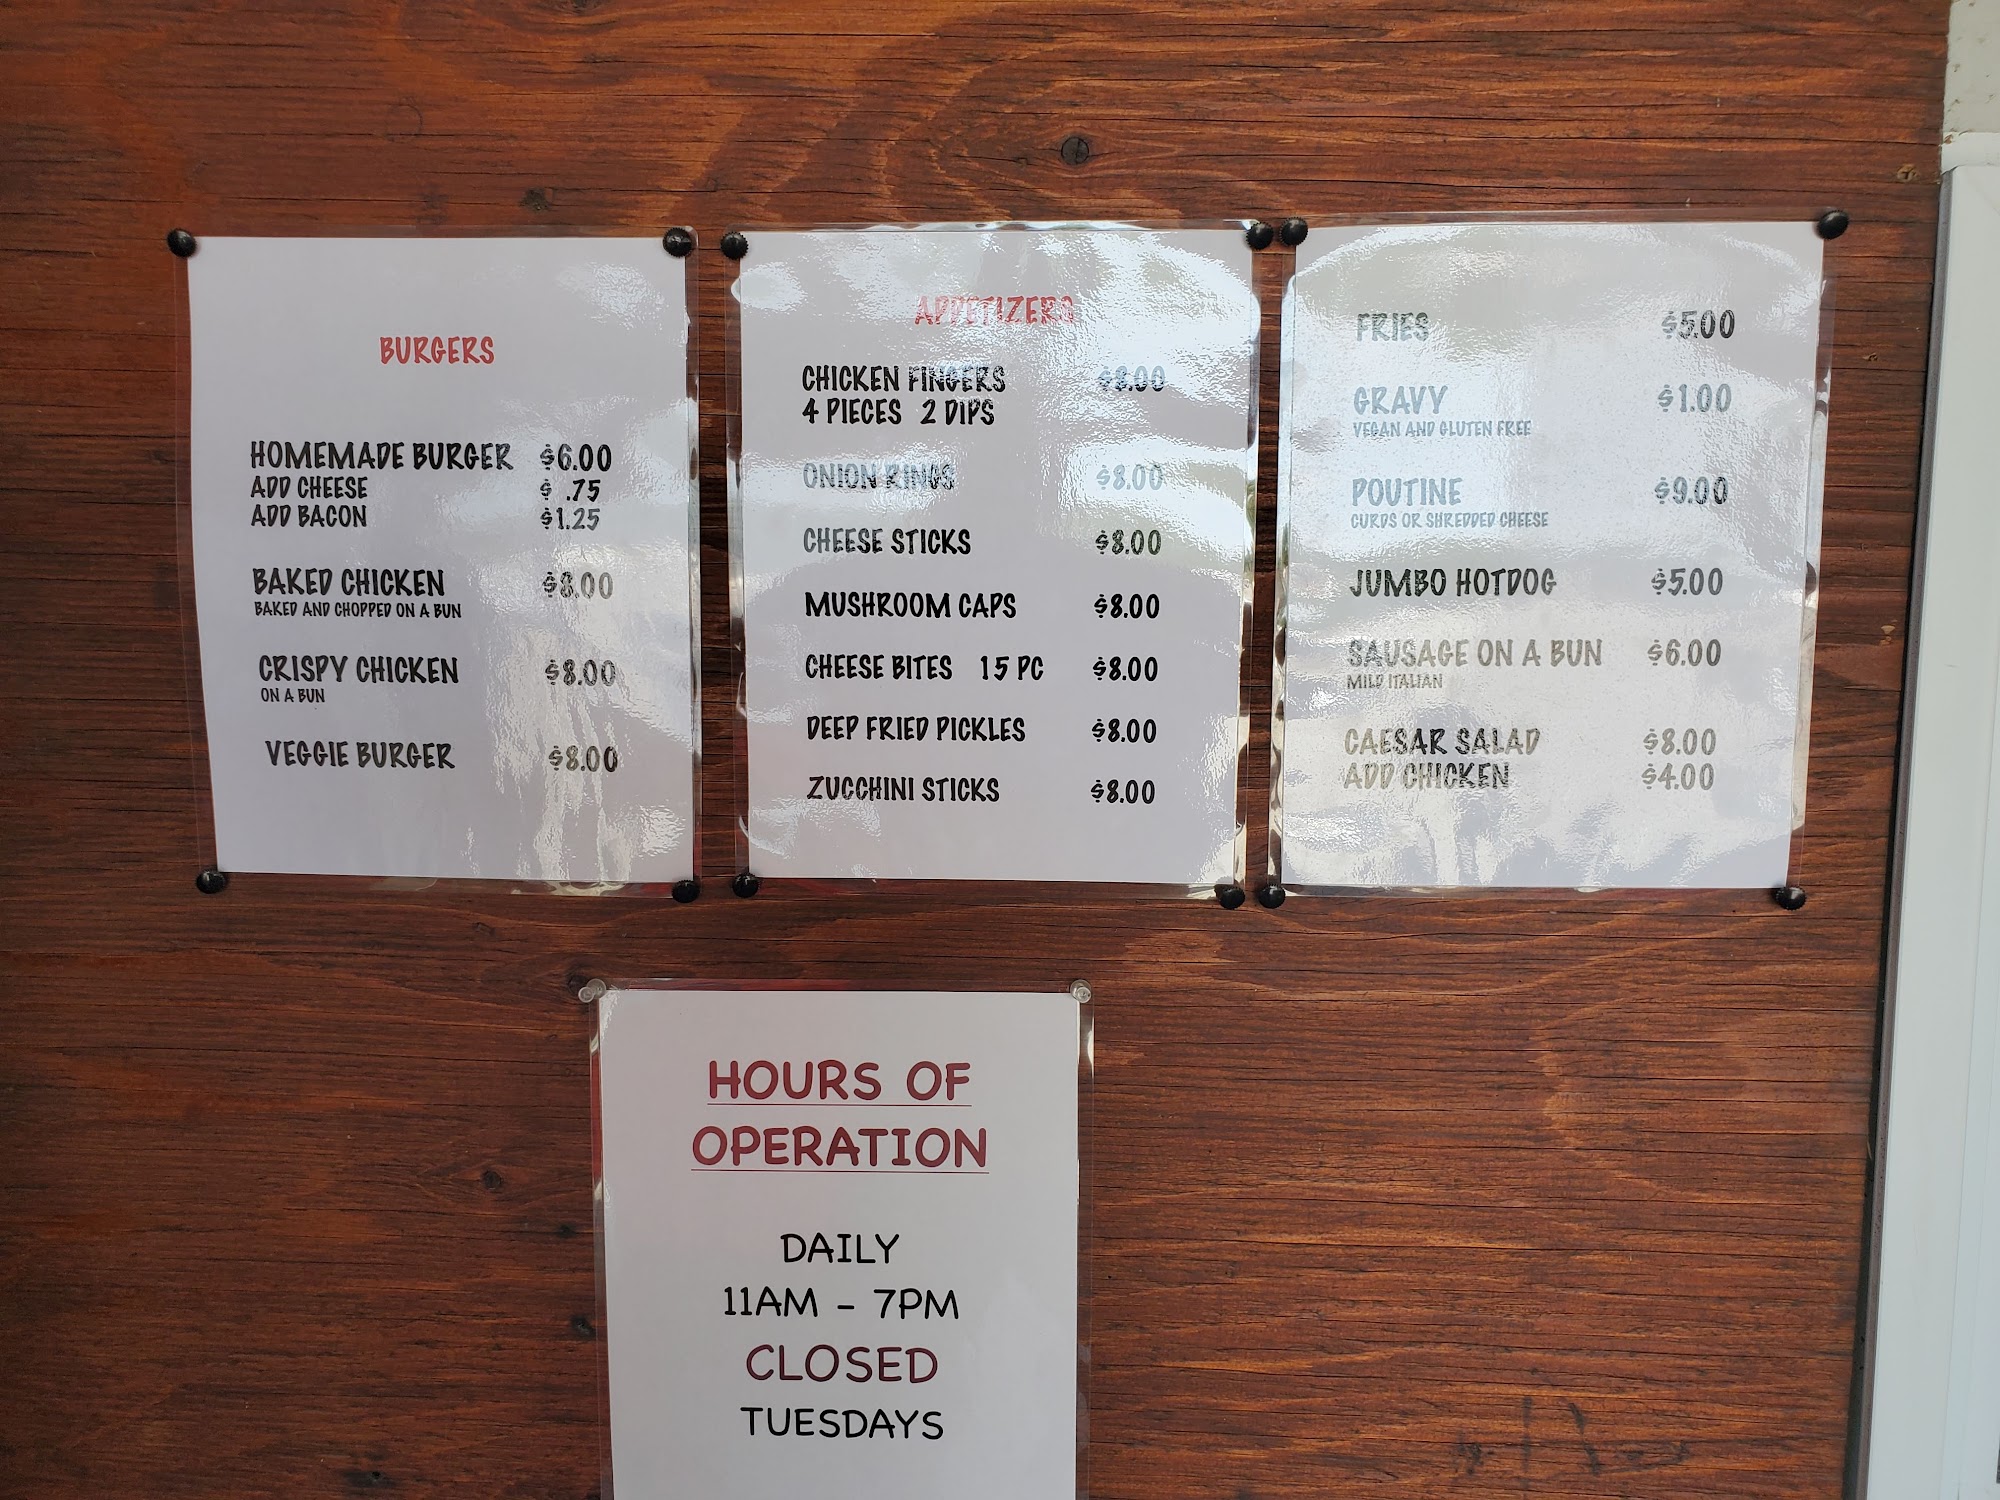 BURGERS
HOMEMADE BURGER $6.00
ADD CHEESE $ .75
ADD BACON $1.25
BAKED CHICKEN $8.00
BAKED AND CHOPPED ON A BUN
CRISPY CHICKEN $8.00
ON A BUN
VEGGIE BURGER $8.00
APPETIZERS
CHICKEN FINGERS $8.00
4 PIECES 2 DIPS
ONION RINGS $8.00
CHEESE STICKS $8.00
MUSHROOM CAPS $8.00
CHEESE BITES 15 PC $8.00
DEEP FRIED PICKLES $8.00
ZUCCHINI STICKS $8.00
FRIES $5.00
GRAVY $1.00
VEGAN AND GLUTEN FREE
POUTINE $9.00
CURDS OR SHREDDED CHEESE
JUMBO HOTDOG $5.00
SAUSAGE ON A BUN $6.00
MILD ITALIAN
CAESAR SALAD $8.00
ADD CHICKEN $4.00
HOURS OF
OPERATION
DAILY
11AM - 7PM
CLOSED
TUESDAYS